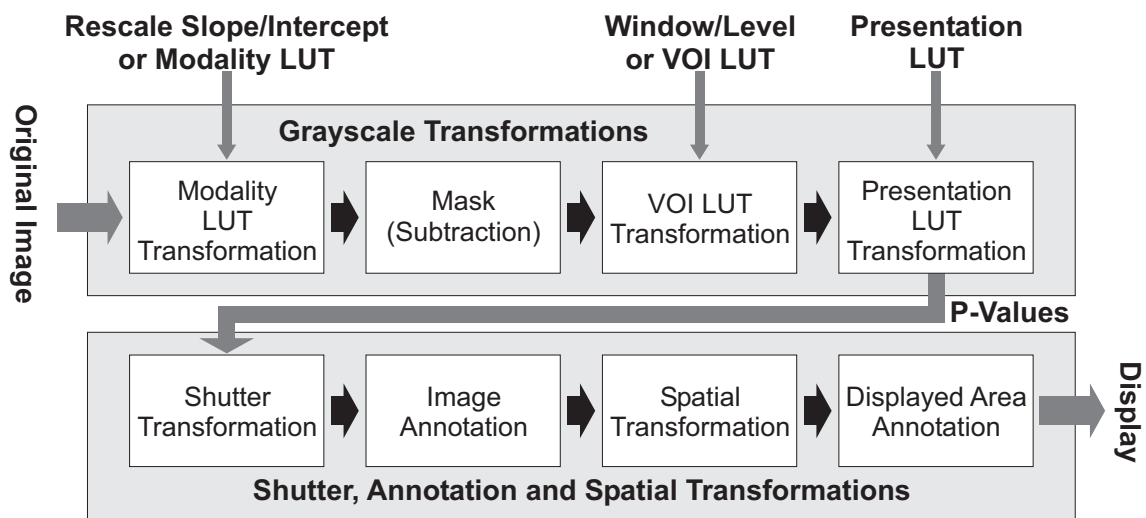 Rescale Slope/Intercept
or Modality LUT
Window/Level
or VOI LUT
Presentation
LUT
Original Image
Grayscale Transformations
Modality
LUT
Transformation
Mask
(Subtraction)
VOI LUT
Transformation
Presentation
LUT
Transformation
P-Values
Shutter
Transformation
Image
Annotation
Spatial
Transformation
Displayed Area
Annotation
Display
Shutter, Annotation and Spatial Transformations